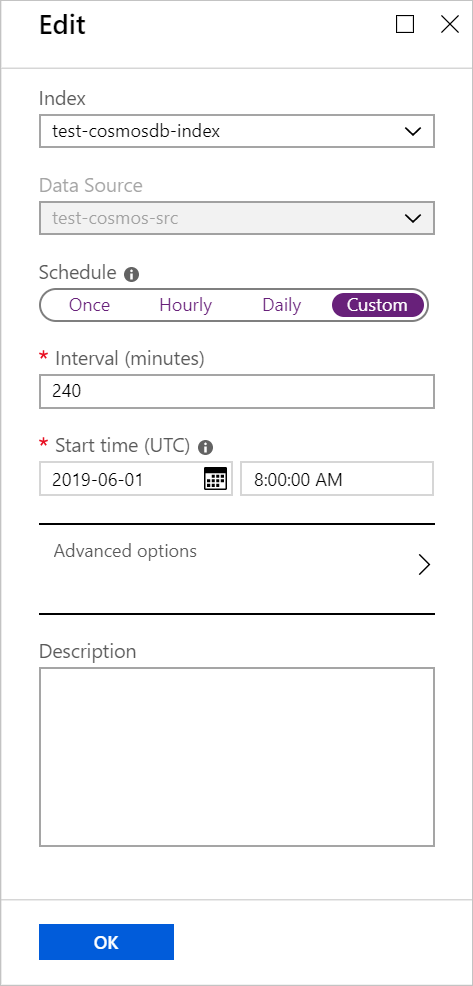 Edit
Index
test-cosmosdb-index
Data Source
test-cosmos-src
Schedule
Once Hourly Daily Custom
* Interval (minutes)
240
* Start time (UTC)
2019-06-01 8:00:00 AM
Advanced options
Description
OK